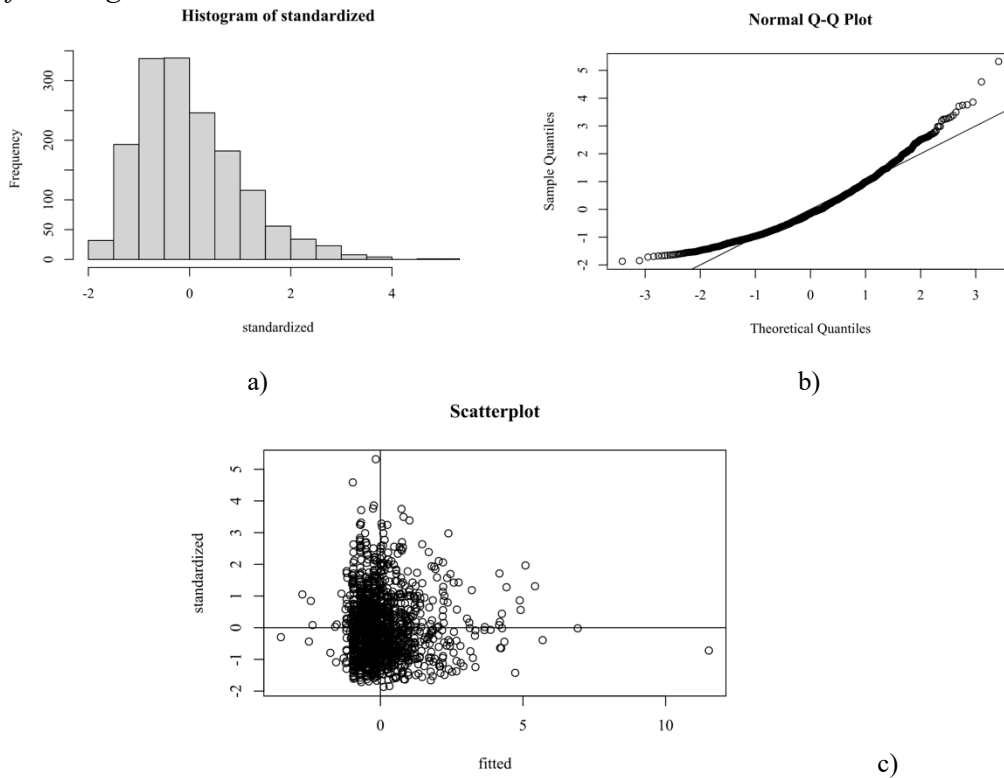 Histogram of standardized
Frequency
0 50 100 200 300
-2 0 2 4
standardized
a)
Normal Q-Q Plot
Sample Quantiles
-2 -1 0 1 2 3 4 5
-3 -2 -1 0 1 2 3
Theoretical Quantiles
b)
Scatterplot
standardized
-2 -1 0 1 2 3 4 5
0 5 10
fitted
c)